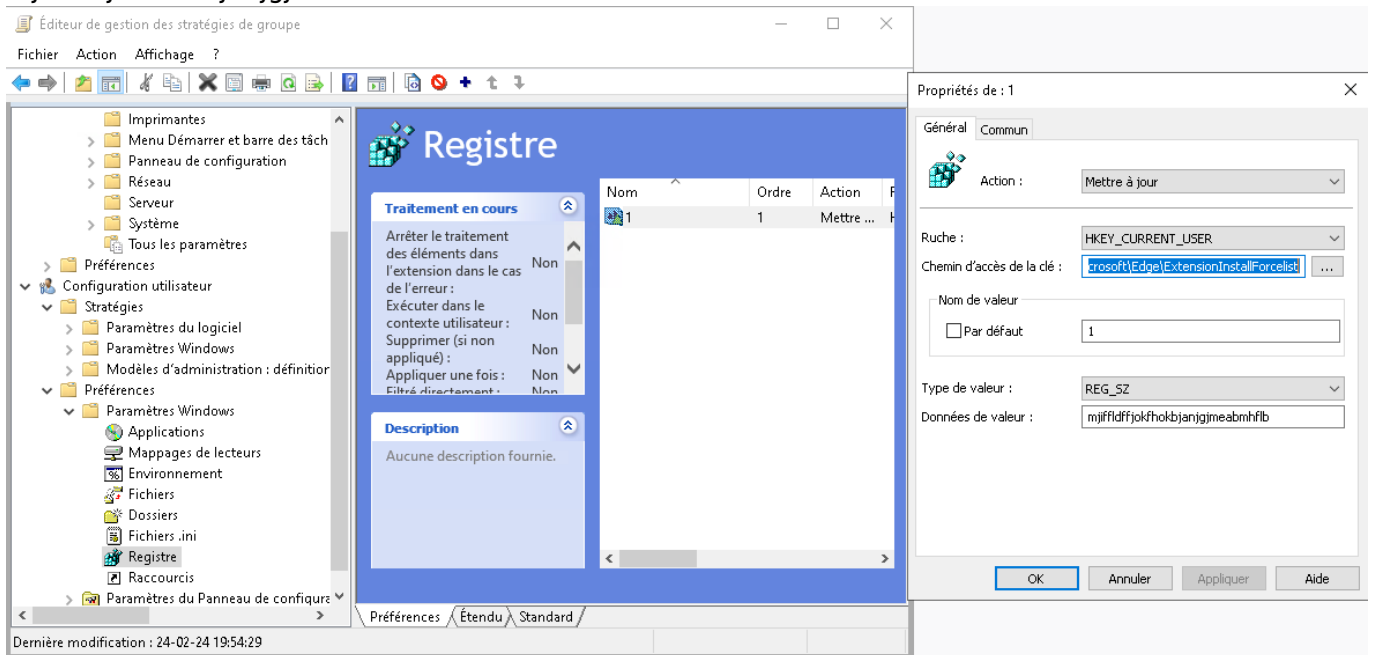 Éditeur de gestion des stratégies de groupe
Fichier Action Affichage ?
Imprimantes
Menu Démarrer et barre des tâch
Panneau de configuration
Réseau
Serveur
Système
Tous les paramètres
Préférences
Configuration utilisateur
Stratégies
Paramètres du logiciel
Paramètres Windows
Modèles d'administration : définitior
Préférences
Paramètres Windows
Applications
Mappages de lecteurs
Environnement
Fichiers
Dossiers
Fichiers .ini
Registre
Raccourcis
Paramètres du Panneau de configura
Registre
Traitement en cours
Arrêter le traitement
des éléments dans
l'extension dans le cas Non
de l'erreur :
Exécuter dans le
contexte utilisateur : Non
Supprimer (si non
appliqué) : Non
Appliquer une fois : Non
Filtré directement : Non
Description
Aucune description fournie.
Nom Ordre Action
1 1 Mettre ...
Préférences Étendu Standard
Dernière modification : 24-02-24 19:54:29
Propriétés de : 1
Général Commun
Action : Mettre à jour
Ruche : HKEY_CURRENT_USER
Chemin d'accès de la clé : crosoft\Edge\ExtensionInstallForcelist ...
Nom de valeur
Par défaut 1
Type de valeur : REG_SZ
Données de valeur : mjiffldffjokfhokbjanjgjmeabmhflb
OK Annuler Appliquer Aide